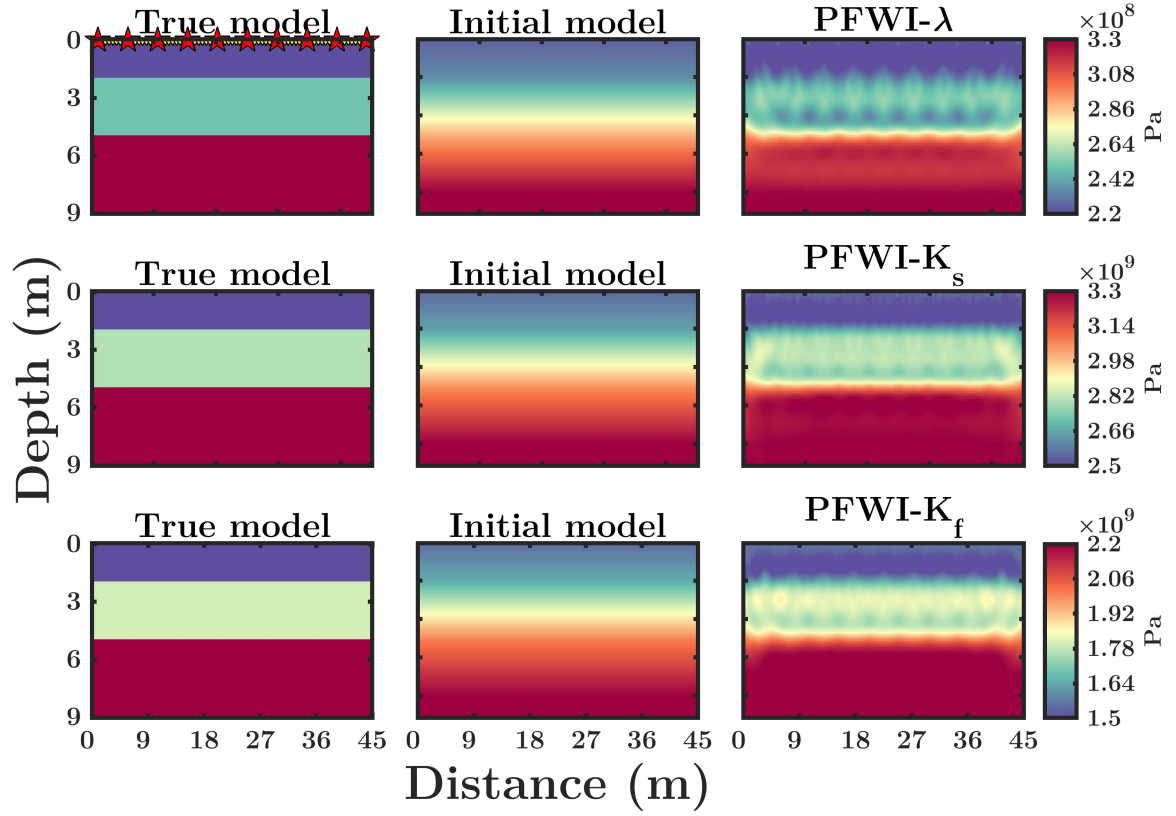 True model
Initial model
PFWI-λ
×10^8
0
3
6
9
3.3
3.08
2.86
2.64
2.42
2.2
Pa
True model
Initial model
PFWI-K_s
×10^9
0
3
6
9
3.3
3.14
2.98
2.82
2.66
2.5
Pa
Depth (m)
True model
Initial model
PFWI-K_f
×10^9
0
3
6
9
2.2
2.06
1.92
1.78
1.64
1.5
Pa
0 9 18 27 36 45
0 9 18 27 36 45
0 9 18 27 36 45
Distance (m)